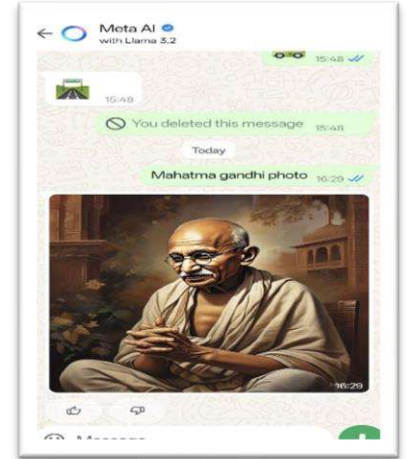 Meta AI
with Llama 3.2
15:48
15:48
You deleted this message 15:48
Today
Mahatma gandhi photo 16:29
16:29
Message